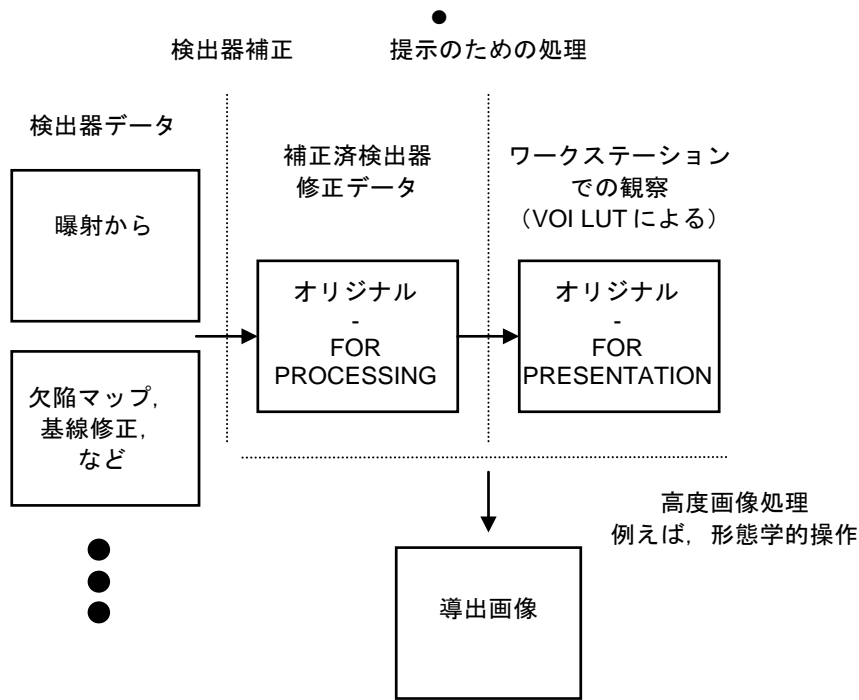 検出器補正
提示のための処理
検出器データ
補正済検出器
修正データ
ワークステーション
での観察
(VOI LUTによる)
曝射から
オリジナル
-
FOR
PROCESSING
オリジナル
-
FOR
PRESENTATION
欠陥マップ,
基線修正,
など
高度画像処理
例えば,形態学的操作
導出画像